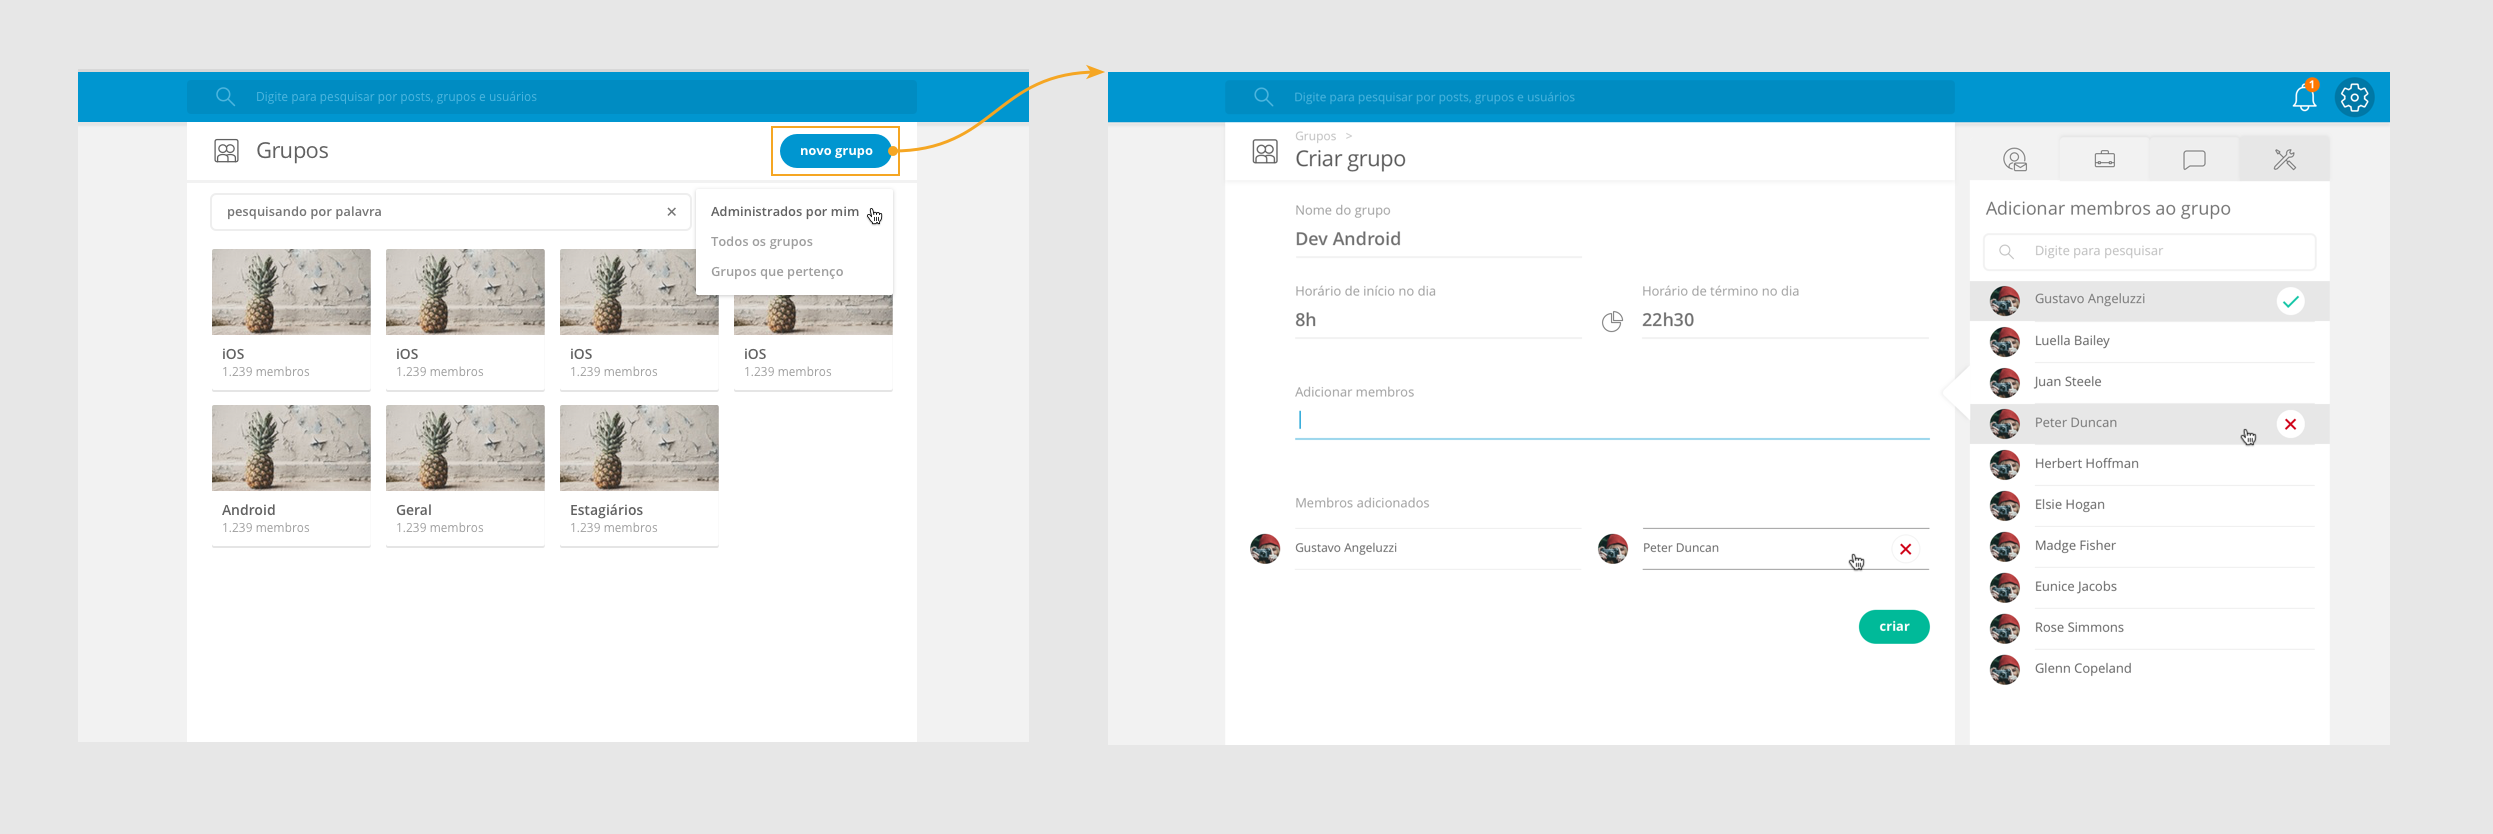 Digite para pesquisar por posts, grupos e usuários
Grupos
novo grupo
pesquisando por palavra
Administrados por mim
Todos os grupos
Grupos que pertenço
iOS
1.239 membros
iOS
1.239 membros
iOS
1.239 membros
iOS
1.239 membros
Android
1.239 membros
Geral
1.239 membros
Estagiários
1.239 membros
Digite para pesquisar por posts, grupos e usuários
1
Grupos >
Criar grupo
Nome do grupo
Dev Android
Horário de início no dia
8h
Horário de término no dia
22h30
Adicionar membros
Membros adicionados
Gustavo Angeluzzi
Peter Duncan
criar
Adicionar membros ao grupo
Digite para pesquisar
Gustavo Angeluzzi
Luella Bailey
Juan Steele
Peter Duncan
Herbert Hoffman
Elsie Hogan
Madge Fisher
Eunice Jacobs
Rose Simmons
Glenn Copeland